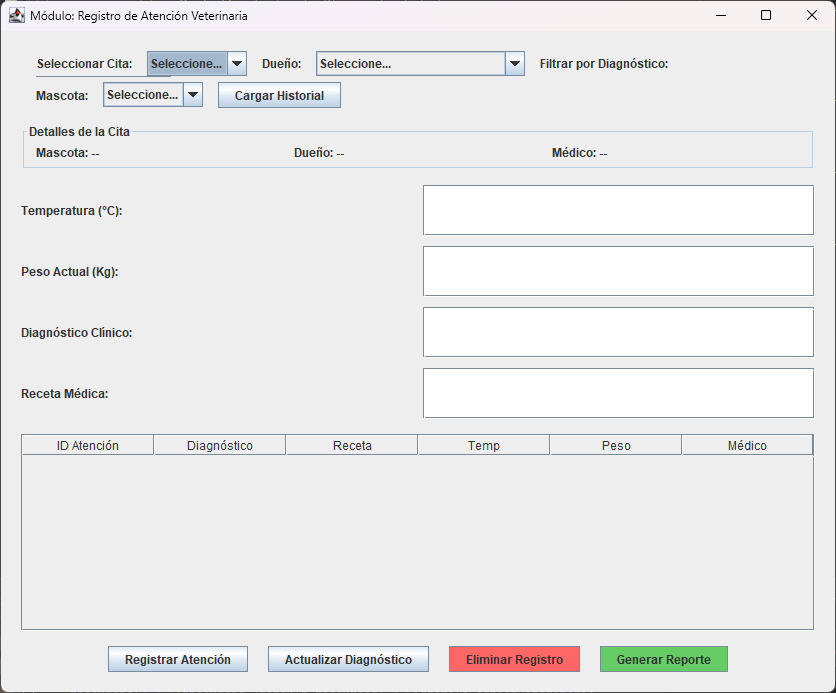 Módulo: Registro de Atención Veterinaria
Seleccionar Cita: Seleccione... Dueño: Seleccione... Filtrar por Diagnóstico:
Mascota: Seleccione... Cargar Historial
Detalles de la Cita
Mascota: -- Dueño: -- Médico: --
Temperatura (°C):
Peso Actual (Kg):
Diagnóstico Clínico:
Receta Médica:
ID Atención Diagnóstico Receta Temp Peso Médico
Registrar Atención Actualizar Diagnóstico Eliminar Registro Generar Reporte